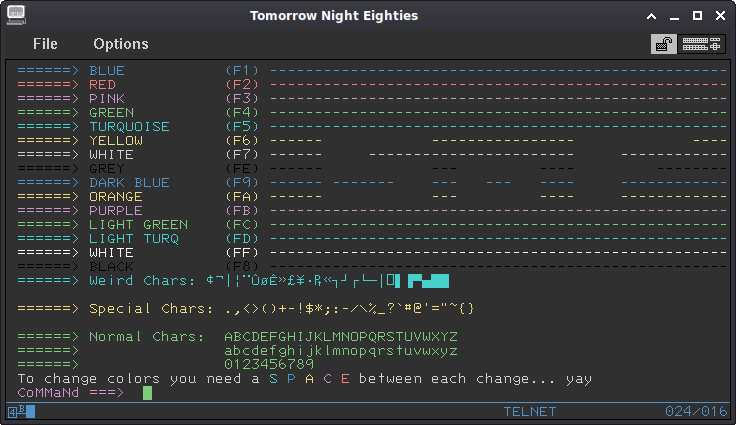 Tomorrow Night Eighties
File Options
======> BLUE (F1) ---------------------------------------------------
======> RED (F2) ---------------------------------------------------
======> PINK (F3) ---------------------------------------------------
======> GREEN (F4) ---------------------------------------------------
======> TURQUOISE (F5) ---------------------------------------------------
======> YELLOW (F6) ------ ---------------- ----
======> WHITE (F7) ------ ---------------- ------------
======> GREY (FE) --- ----
======> DARK BLUE (F9) ------ ------- --- --- ---- ------------
======> ORANGE (FA) ------ --- ---- ------------
======> PURPLE (FB) ---------------------------------------------------
======> LIGHT GREEN (FC) ---------------------------------------------------
======> LIGHT TURQ (FD) ---------------------------------------------------
======> WHITE (FF) ---------------------------------------------------
======> BLACK (F8) ---------------------------------------------------
======> Weird Chars: ¢¬|¦¨ÛøÊ»£¥·₧«┐┘┌└─│
======> Special Chars: .,<>()+-!$*;:-/\%_?`#@'="~{}
======> Normal Chars: ABCDEFGHIJKLMNOPQRSTUVWXYZ
======> abcdefghijklmnopqrstuvwxyz
======> 0123456789
To change colors you need a S P A C E between each change... yay
CoMMaNd ===>
4 B TELNET 024/016